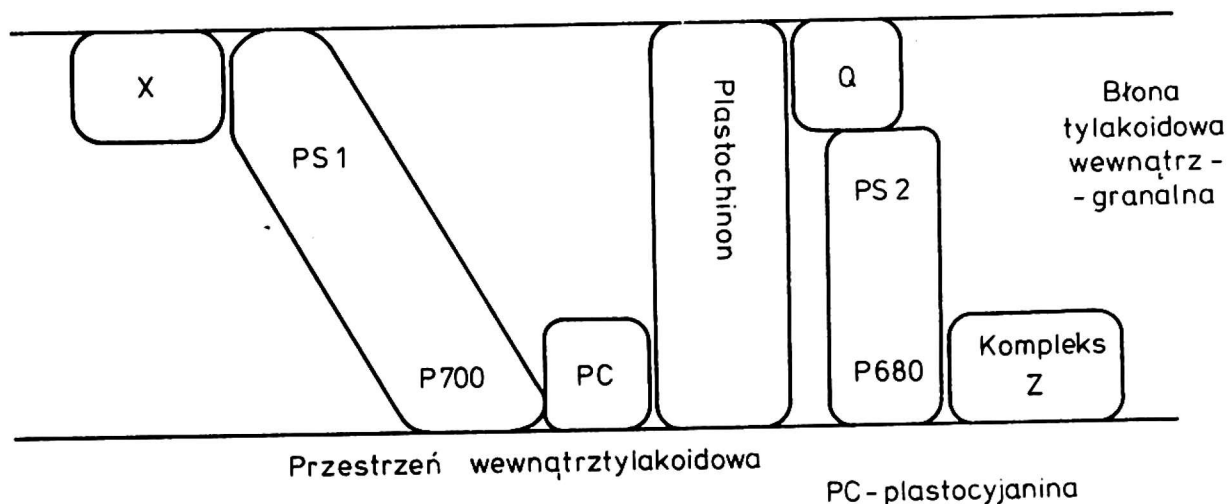 X
PS 1
P700
PC
Plastochinon
Q
PS 2
P680
Kompleks
Z
Błona
tylakoidowa
wewnątrz -
- granalna
Przestrzeń wewnątrztylakoidowa
PC - plastocyjanina